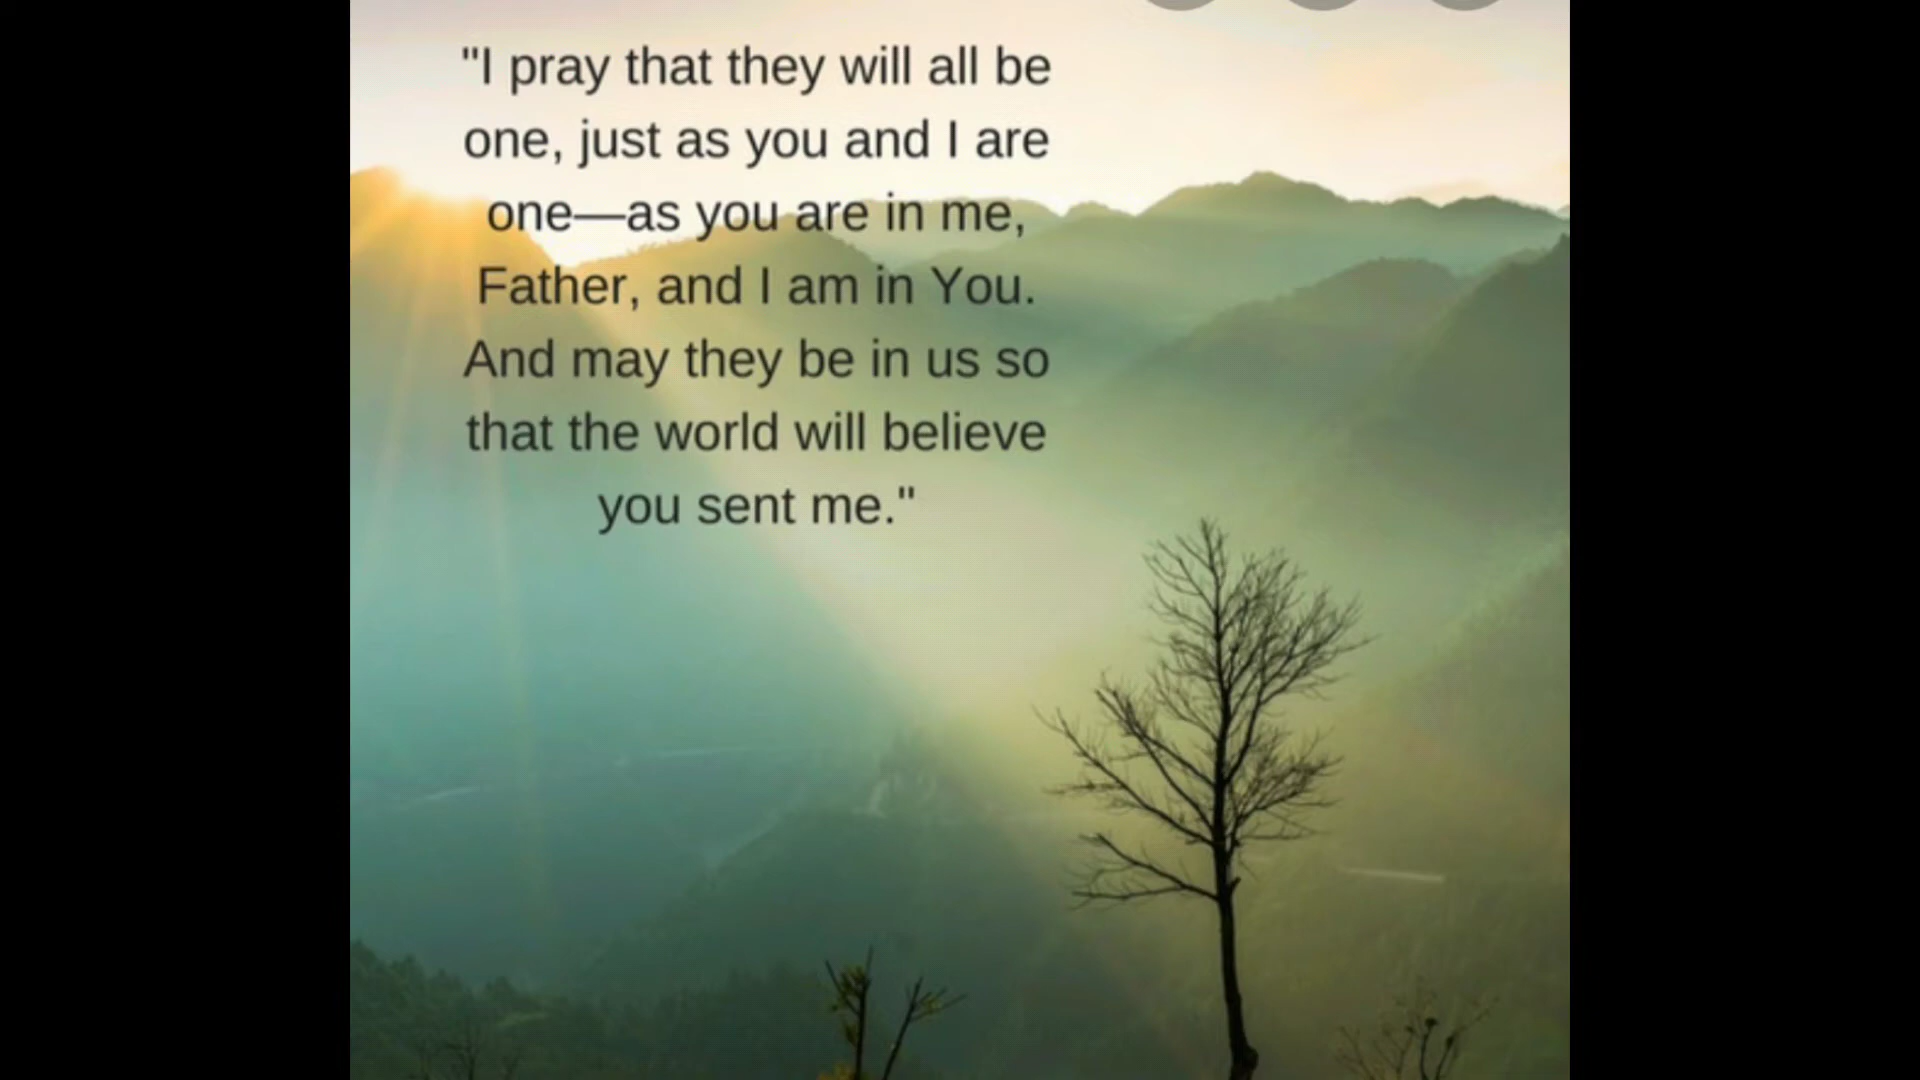 "I pray that they will all be
one, just as you and I are
one—as you are in me,
Father, and I am in You.
And may they be in us so
that the world will believe
you sent me."